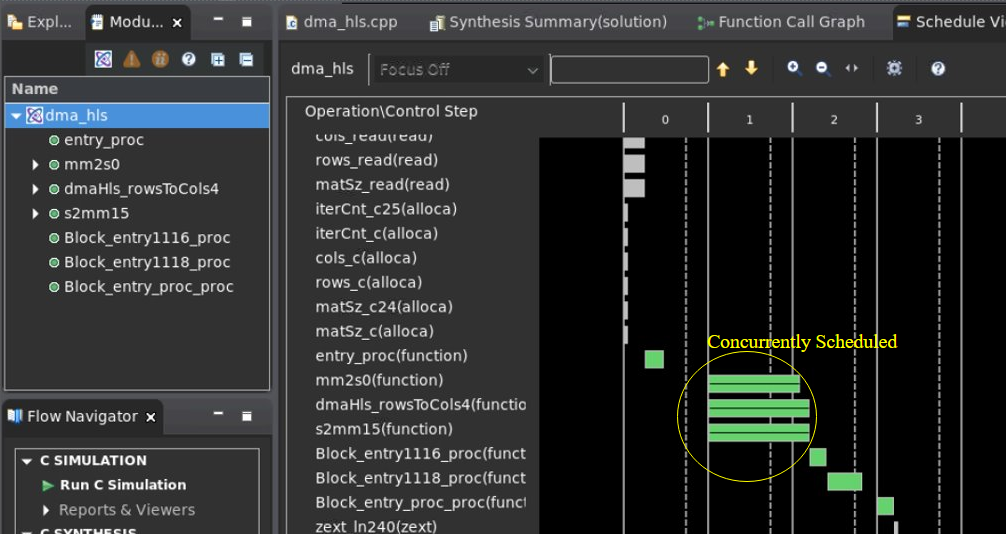 Expl...
Modu...
Name
dma_hls
entry_proc
mm2s0
dmaHls_rowsToCols4
s2mm15
Block_entry1116_proc
Block_entry1118_proc
Block_entry_proc_proc
Flow Navigator
C SIMULATION
Run C Simulation
Reports & Viewers
C SYNTHESIS
dma_hls.cpp
Synthesis Summary(solution)
Function Call Graph
Schedule Vi
dma_hls
Focus Off
Operation\Control Step
0
1
2
3
cols_read(read)
rows_read(read)
matSz_read(read)
iterCnt_c25(alloca)
iterCnt_c(alloca)
cols_c(alloca)
rows_c(alloca)
matSz_c24(alloca)
matSz_c(alloca)
entry_proc(function)
mm2s0(function)
dmaHls_rowsToCols4(functio
s2mm15(function)
Block_entry1116_proc(funct
Block_entry1118_proc(funct
Block_entry_proc_proc(funct
zext_ln240(zext)
Concurrently Scheduled